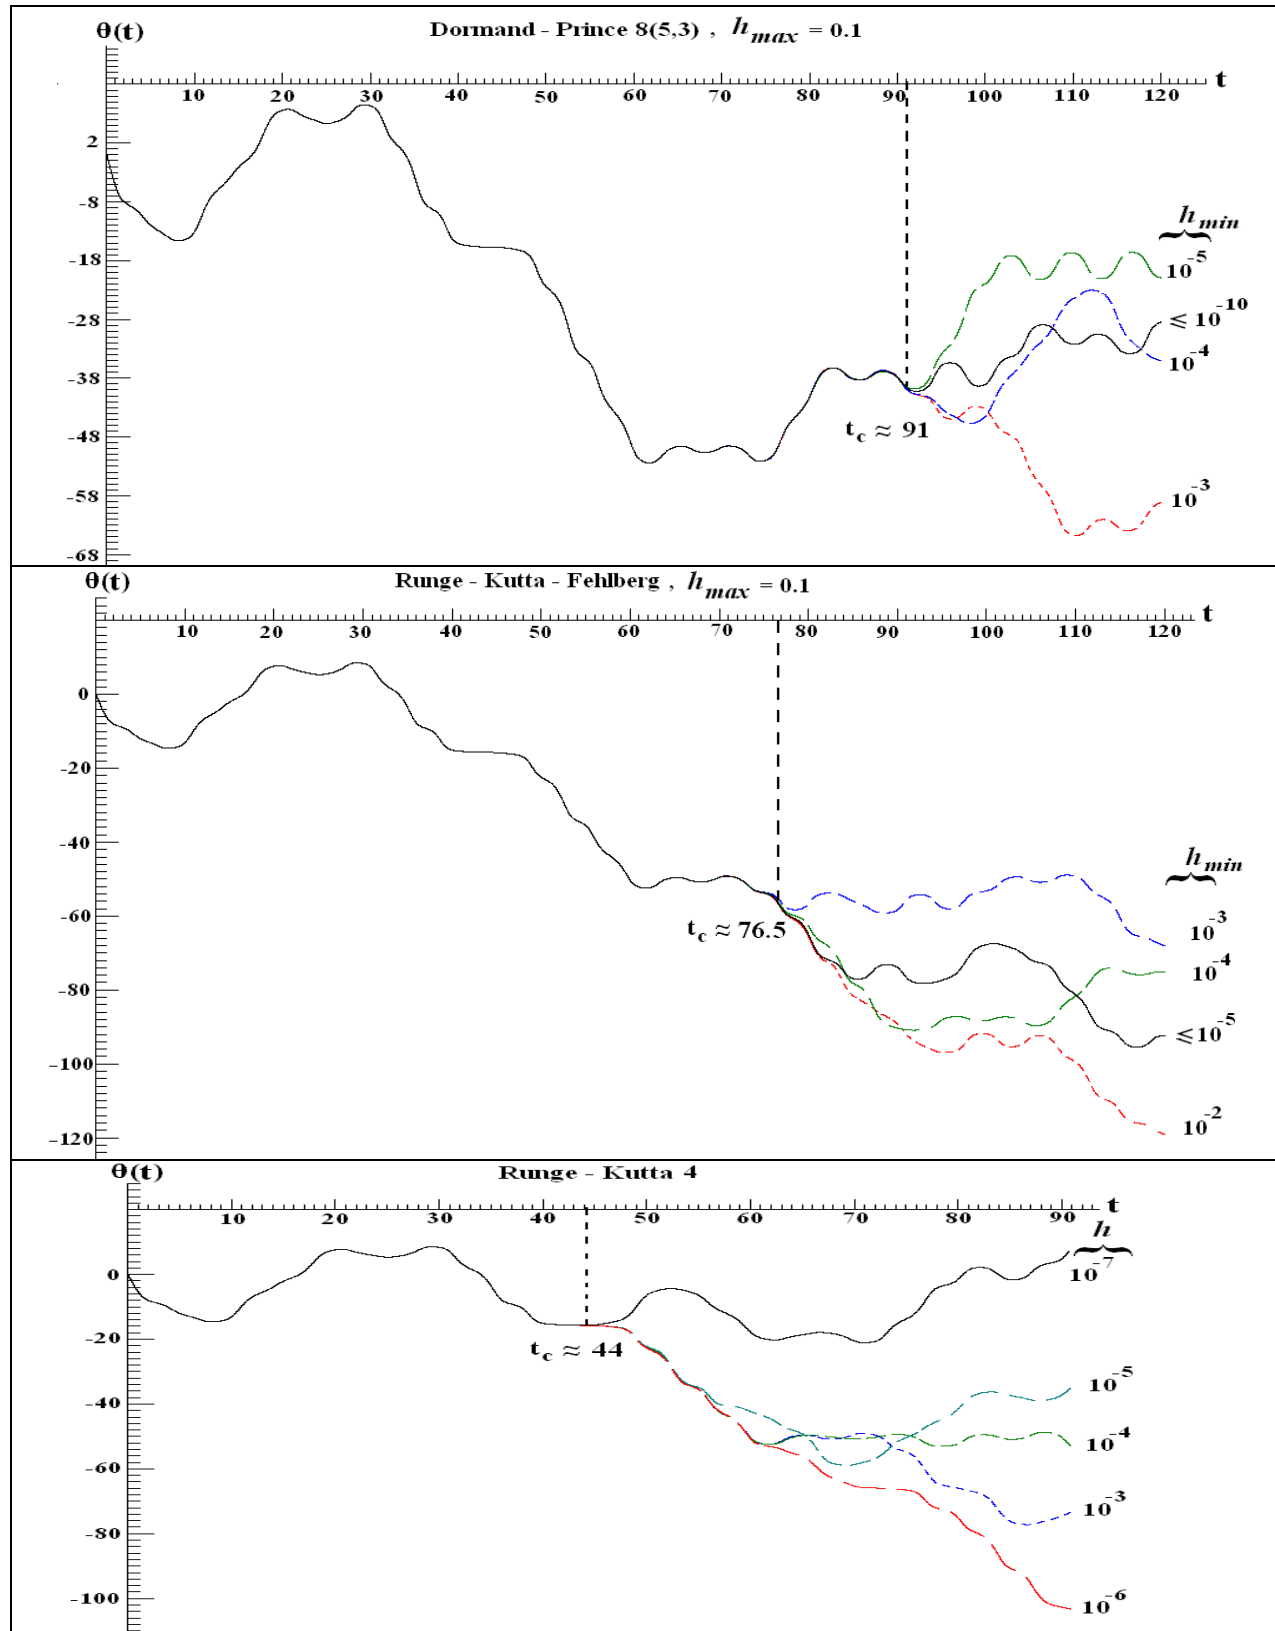 θ(t) Dormand - Prince 8(5,3) , h_max = 0.1
t
10 20 30 40 50 60 70 80 90 100 110 120
2
-8
-18
-28
-38
-48
-58
-68
h_min
10^-5
≤ 10^-10
10^-4
10^-3
t_c ≈ 91
θ(t) Runge - Kutta - Fehlberg , h_max = 0.1
t
10 20 30 40 50 60 70 80 90 100 110 120
0
-20
-40
-60
-80
-100
-120
h_min
10^-3
10^-4
≤10^-5
10^-2
t_c ≈ 76.5
θ(t) Runge - Kutta 4
t
10 20 30 40 50 60 70 80 90
0
-20
-40
-60
-80
-100
h
10^-7
10^-5
10^-4
10^-3
10^-6
t_c ≈ 44